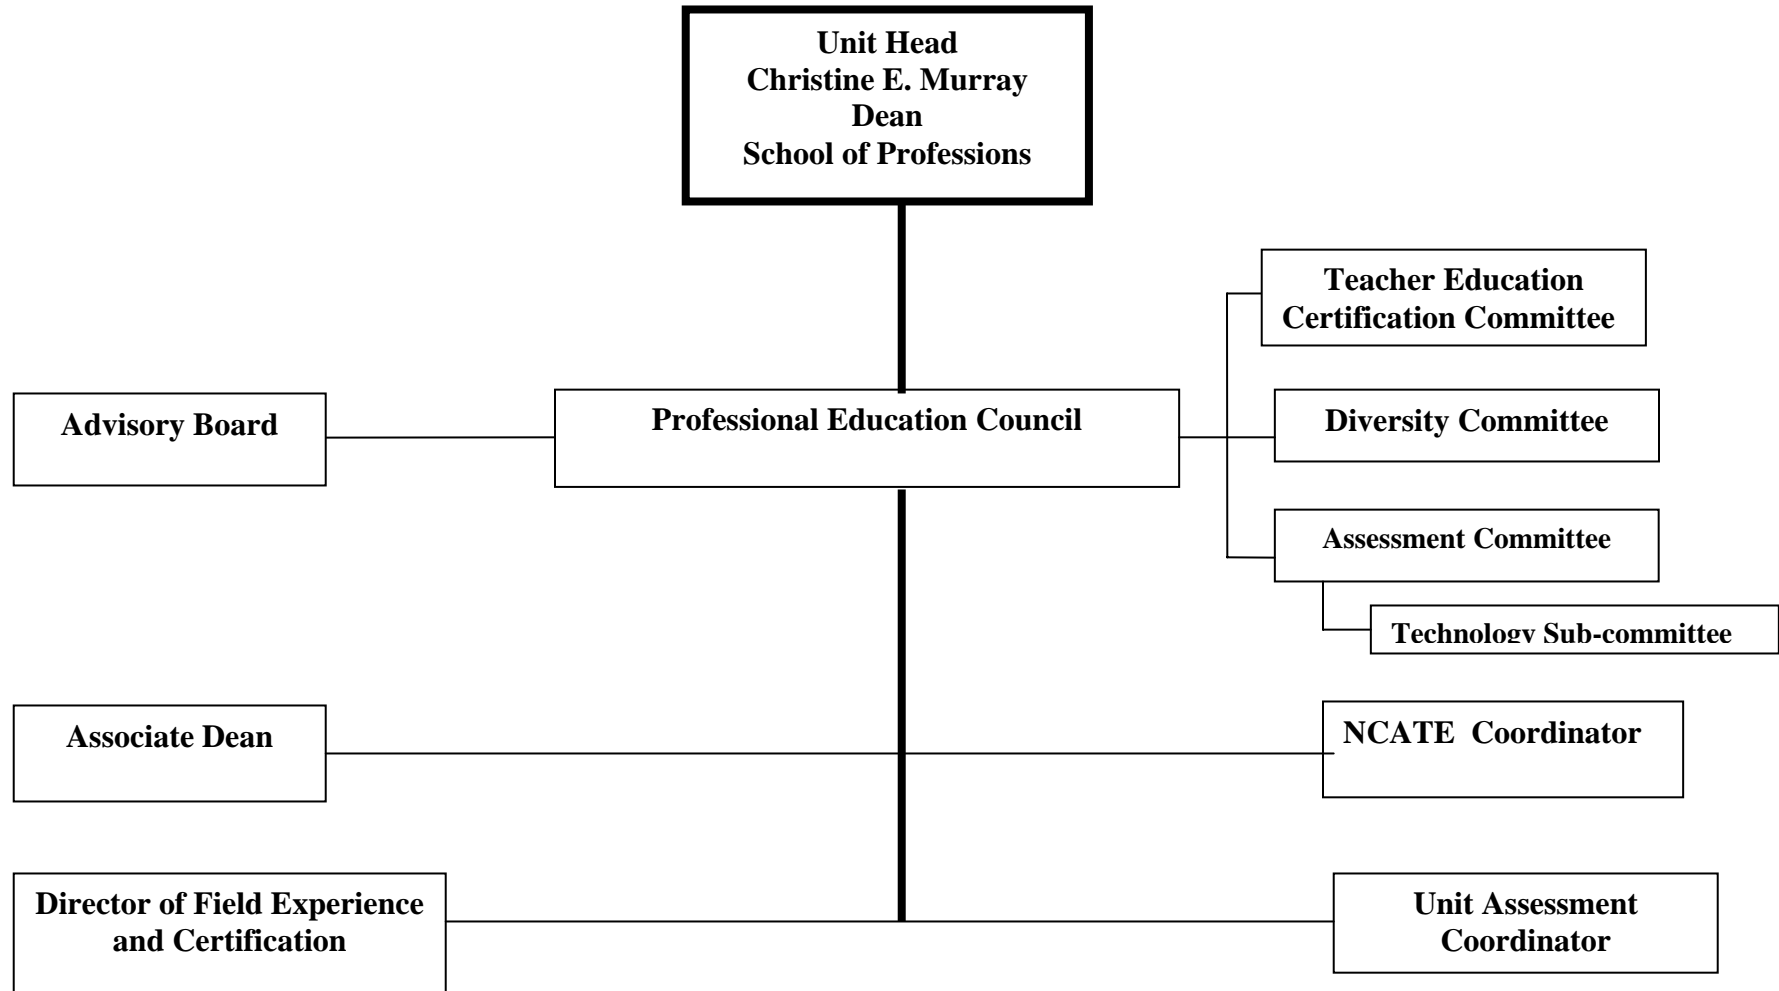 Unit Head
Christine E. Murray
Dean
School of Professions
Teacher Education
Certification Committee
Advisory Board
Professional Education Council
Diversity Committee
Assessment Committee
Technology Sub-committee
Associate Dean
NCATE Coordinator
Director of Field Experience
and Certification
Unit Assessment
Coordinator